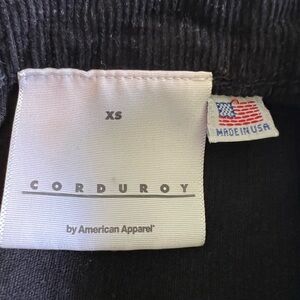 XS
CORDUROY
by American Apparel®
MADE IN USA